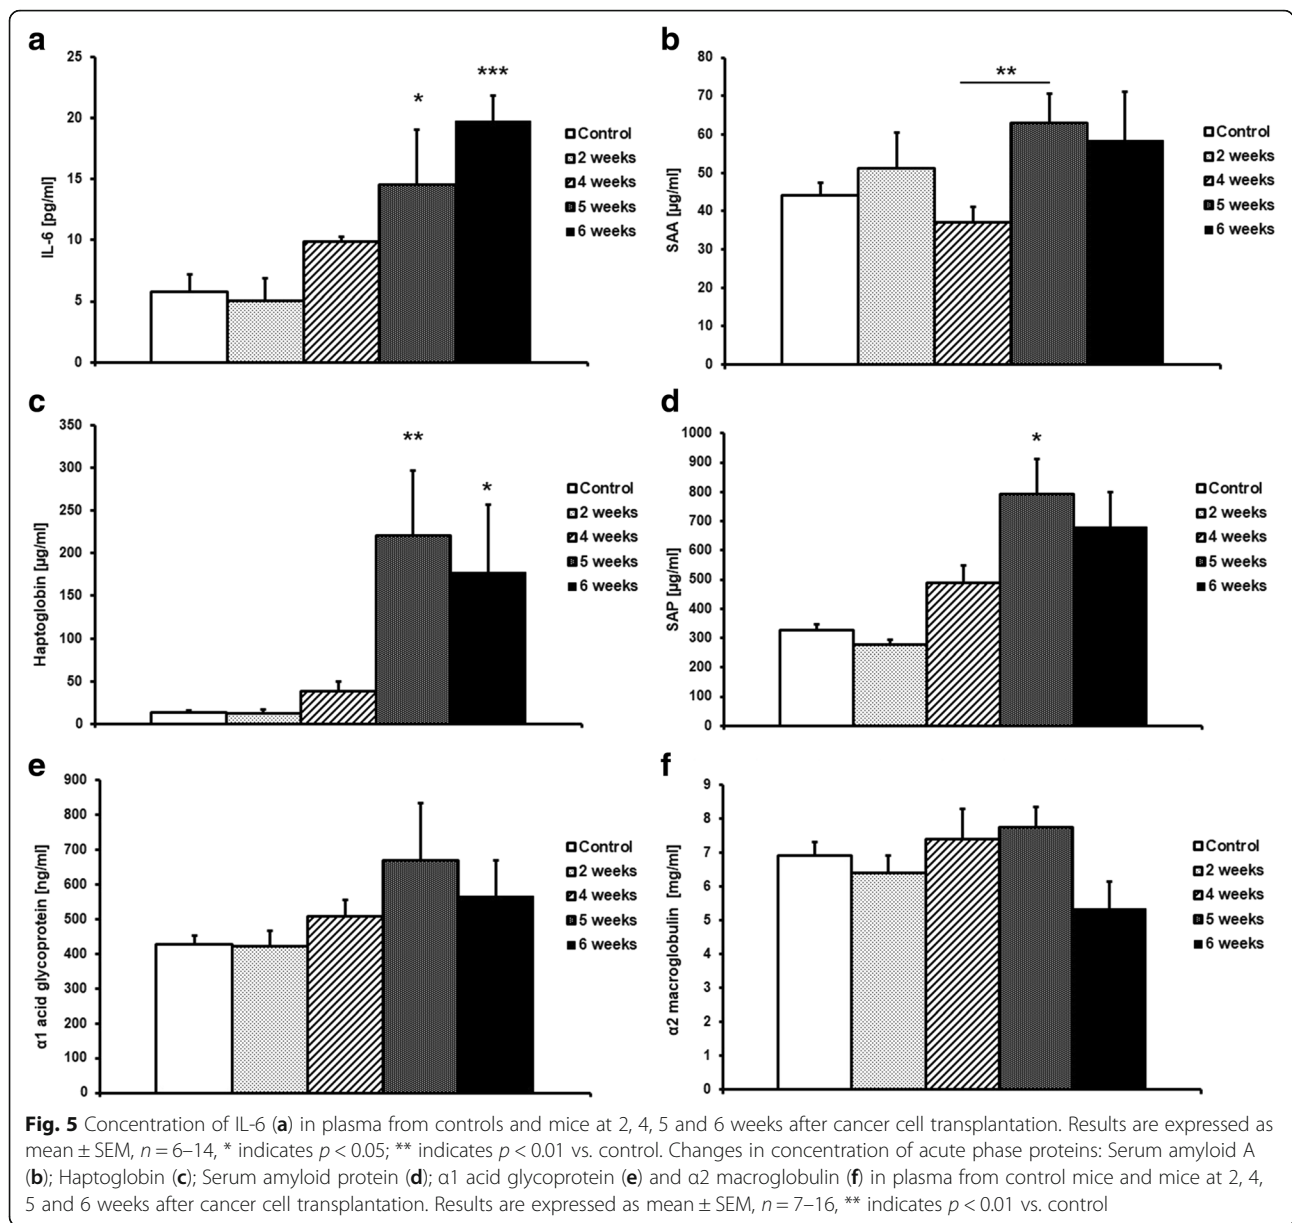 a
25
20
15
10
5
0
IL-6 [pg/ml]
*
***
Control
2 weeks
4 weeks
5 weeks
6 weeks
b
80
70
60
50
40
30
20
10
0
SAA [µg/ml]
**
Control
2 weeks
4 weeks
5 weeks
6 weeks
c
350
300
250
200
150
100
50
0
Haptoglobin [µg/ml]
**
*
Control
2 weeks
4 weeks
5 weeks
6 weeks
d
1000
900
800
700
600
500
400
300
200
100
0
SAP [µg/ml]
*
Control
2 weeks
4 weeks
5 weeks
6 weeks
e
900
800
700
600
500
400
300
200
100
0
α1 acid glycoprotein [ng/ml]
Control
2 weeks
4 weeks
5 weeks
6 weeks
f
9
8
7
6
5
4
3
2
1
0
α2 macroglobulin [mg/ml]
Control
2 weeks
4 weeks
5 weeks
6 weeks
Fig. 5 Concentration of IL-6 (a) in plasma from controls and mice at 2, 4, 5 and 6 weeks after cancer cell transplantation. Results are expressed as
mean ± SEM, n = 6–14, * indicates p < 0.05; ** indicates p < 0.01 vs. control. Changes in concentration of acute phase proteins: Serum amyloid A
(b); Haptoglobin (c); Serum amyloid protein (d); α1 acid glycoprotein (e) and α2 macroglobulin (f) in plasma from control mice and mice at 2, 4,
5 and 6 weeks after cancer cell transplantation. Results are expressed as mean ± SEM, n = 7–16, ** indicates p < 0.01 vs. control